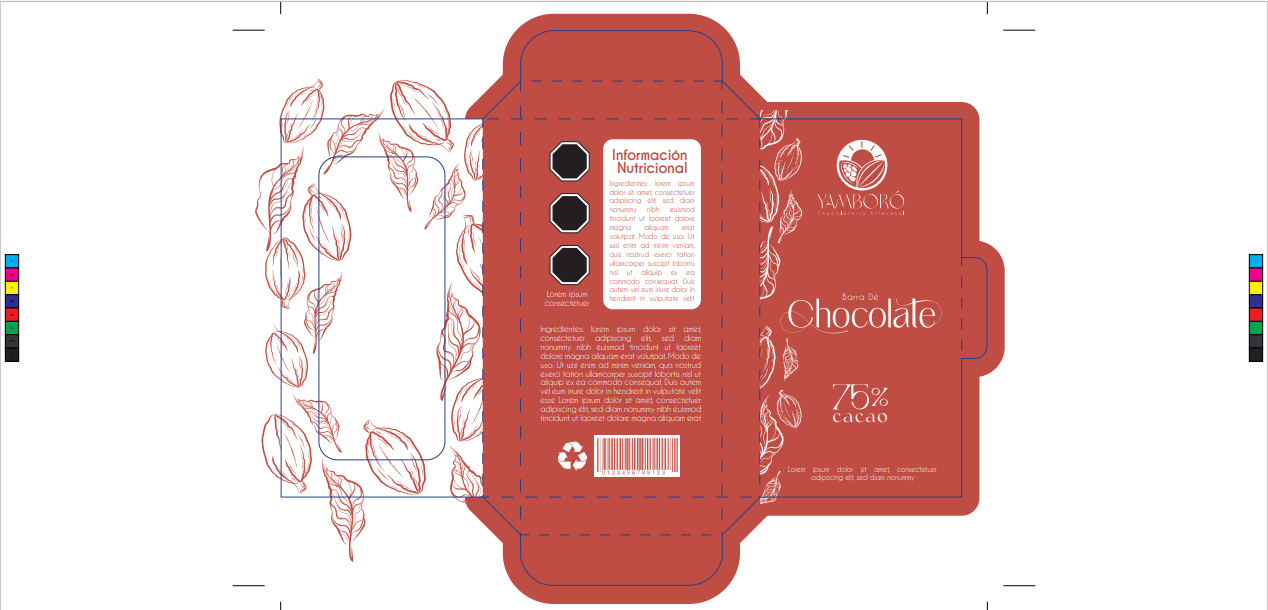 Información
Nutricional
Ingredientes: lorem ipsum
dolor sit amet, consectetuer
adipiscing elit, sed diam
nonummy nibh euismod
tincidunt ut laoreet dolore
magna aliquam erat
volutpat. Modo de uso: Ut
wisi enim ad minim veniam,
quis nostrud exerci tation
ullamcorper suscipit lobortis
nisl ut aliquip ex ea
commodo consequat. Duis
autem vel eum iriure dolor in
hendrerit in vulputate velit
Lorem ipsum
consectetuer
Ingredientes: lorem ipsum dolor sit amet,
consectetuer adipiscing elit, sed diam
nonummy nibh euismod tincidunt ut laoreet
dolore magna aliquam erat volutpat. Modo de
uso: Ut wisi enim ad minim veniam, quis nostrud
exerci tation ullamcorper suscipit lobortis nisl ut
aliquip ex ea commodo consequat. Duis autem
vel eum iriure dolor in hendrerit in vulputate velit
esse Lorem ipsum dolor sit amet, consectetuer
adipiscing elit, sed diam nonummy nibh euismod
tincidunt ut laoreet dolore magna aliquam erat
0123456789123
YAMBORÓ
Chocolatería Artesanal
Barra De
Chocolate
75%
cacao
Lorem ipsum dolor sit amet, consectetuer
adipiscing elit, sed diam nonummy